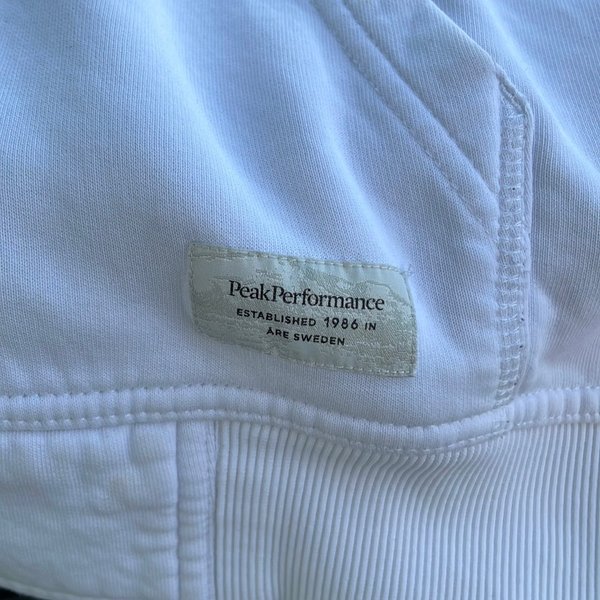 PeakPerformance
ESTABLISHED 1986 IN
ÅRE SWEDEN